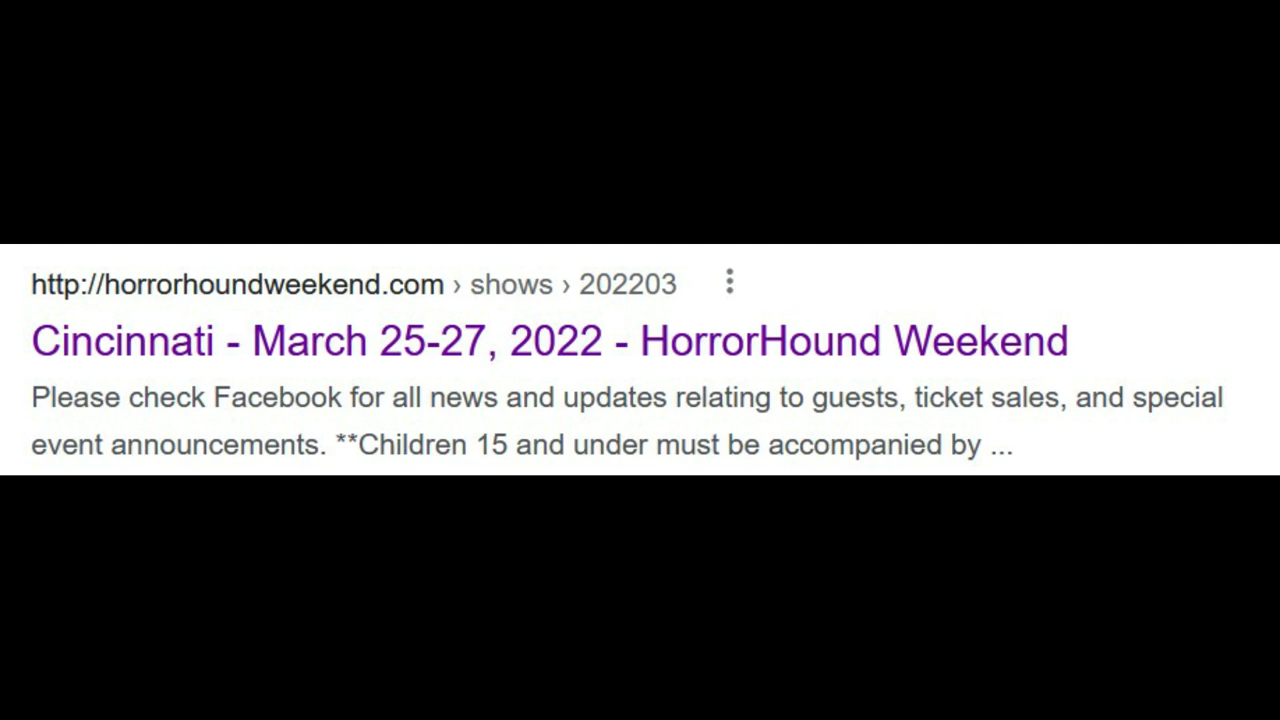 http://horrorhoundweekend.com › shows › 202203
Cincinnati - March 25-27, 2022 - HorrorHound Weekend
Please check Facebook for all news and updates relating to guests, ticket sales, and special
event announcements. **Children 15 and under must be accompanied by ...